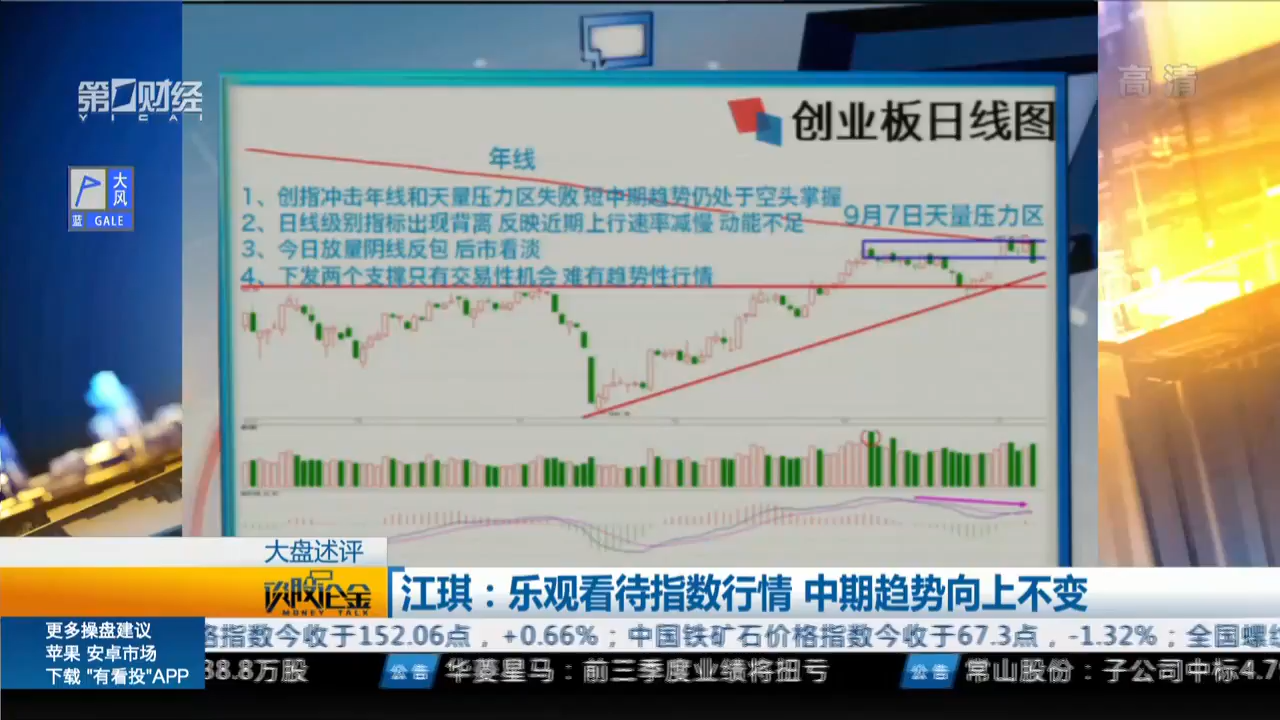 第一财经
YICAI
高清
大风
蓝 GALE
创业板日线图
年线
1、创指冲击年线和天量压力区失败 短中期趋势仍处于空头掌握
2、日线级别指标出现背离 反映近期上行速率减慢 动能不足
3、今日放量阴线反包 后市看淡
4、下发两个支撑只有交易性机会 难有趋势性行情
9月7日天量压力区
大盘述评
谈股论金
MONEY TALK
江琪：乐观看待指数行情 中期趋势向上不变
更多操盘建议
苹果 安卓市场
下载 "有看投"APP
格指数今收于152.06点，+0.66%；中国铁矿石价格指数今收于67.3点，-1.32%；全国螺
38.8万股 公告 华菱星马：前三季度业绩将扭亏 公告 常山股份：子公司中标4.7